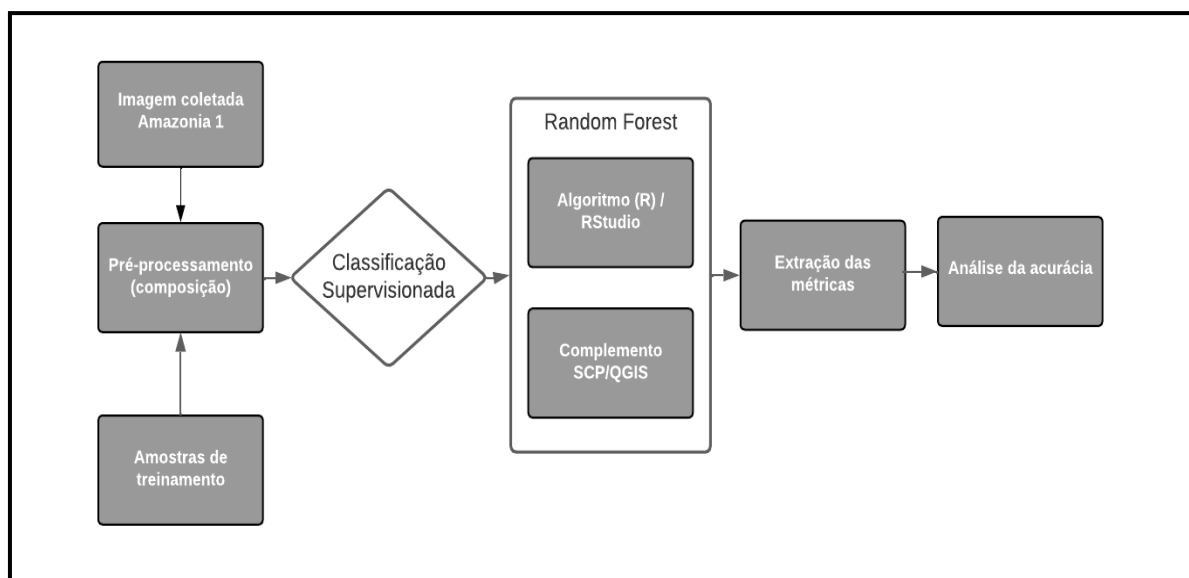 Imagem coletada
Amazonia 1
Pré-processamento
(composição)
Amostras de
treinamento
Classificação
Supervisionada
Random Forest
Algoritmo (R) /
RStudio
Complemento
SCP/QGIS
Extração das
métricas
Análise da acurácia